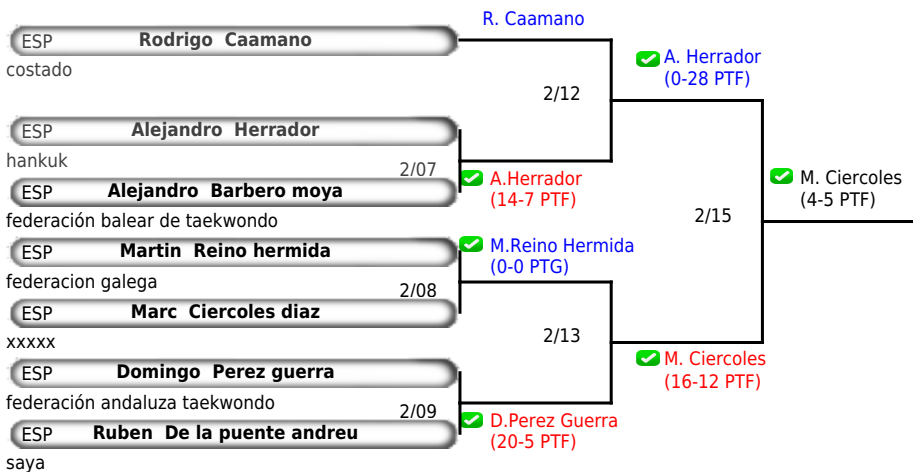 R. Caamano
ESP Rodrigo Caamano
costado
A. Herrador
(0-28 PTF)
2/12
ESP Alejandro Herrador
hankuk
2/07
A.Herrador
(14-7 PTF)
ESP Alejandro Barbero moya
federación balear de taekwondo
M. Ciercoles
(4-5 PTF)
2/15
ESP Martin Reino hermida
M.Reino Hermida
(0-0 PTG)
federacion galega
2/08
ESP Marc Ciercoles diaz
xxxxx
2/13
M. Ciercoles
(16-12 PTF)
ESP Domingo Perez guerra
federación andaluza taekwondo
2/09
D.Perez Guerra
(20-5 PTF)
ESP Ruben De la puente andreu
saya